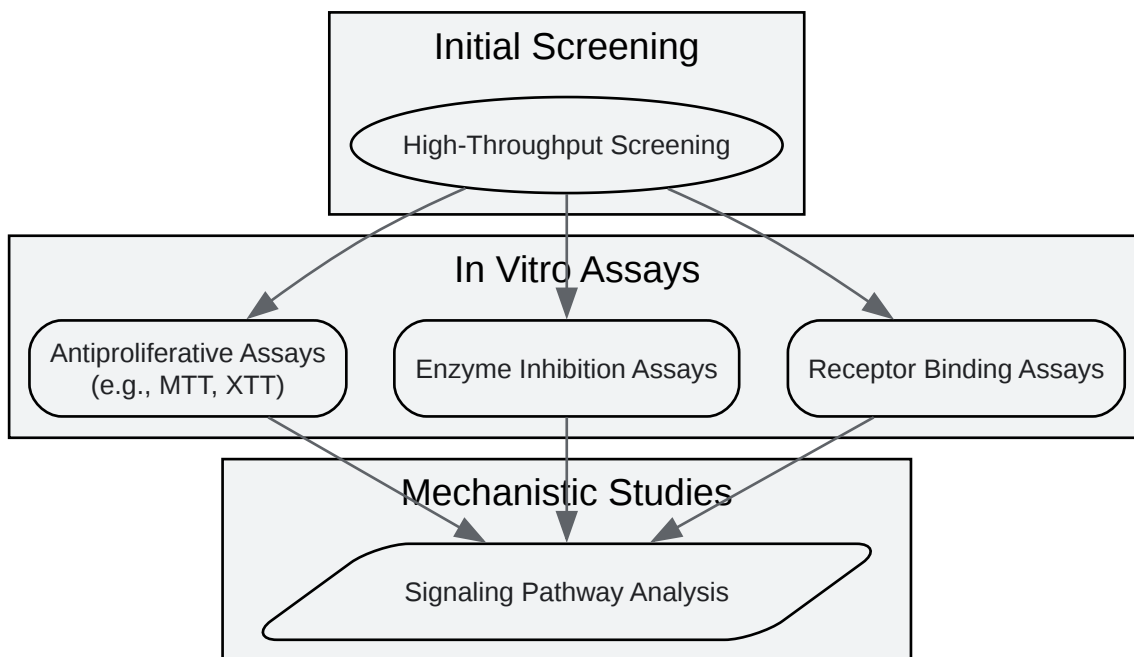 Initial Screening
High-Throughput Screening
In Vitro Assays
Antiproliferative Assays
(e.g., MTT, XTT)
Enzyme Inhibition Assays
Receptor Binding Assays
Mechanistic Studies
Signaling Pathway Analysis